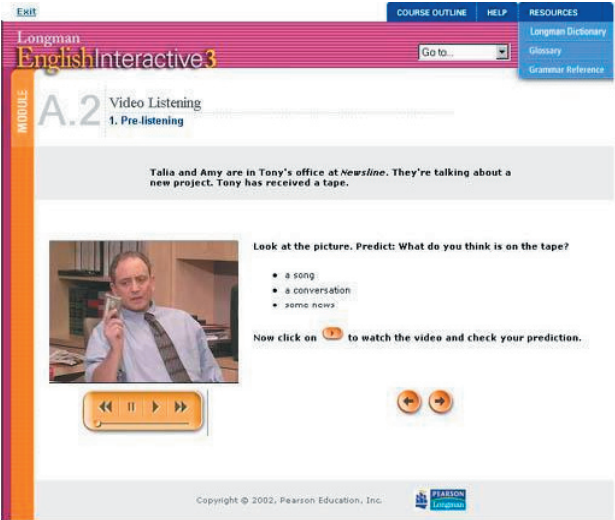 Exit
COURSE OUTLINE HELP RESOURCES
Longman Dictionary
Glossary
Grammar Reference
Longman
EnglishInteractive 3
Go to...
MODULE
A.2 Video Listening
1. Pre-listening
Talia and Amy are in Tony's office at Newsline. They're talking about a
new project. Tony has received a tape.
Look at the picture. Predict: What do you think is on the tape?
• a song
• a conversation
• some news
Now click on to watch the video and check your prediction.
Copyright © 2002, Pearson Education, Inc.
PEARSON
Longman